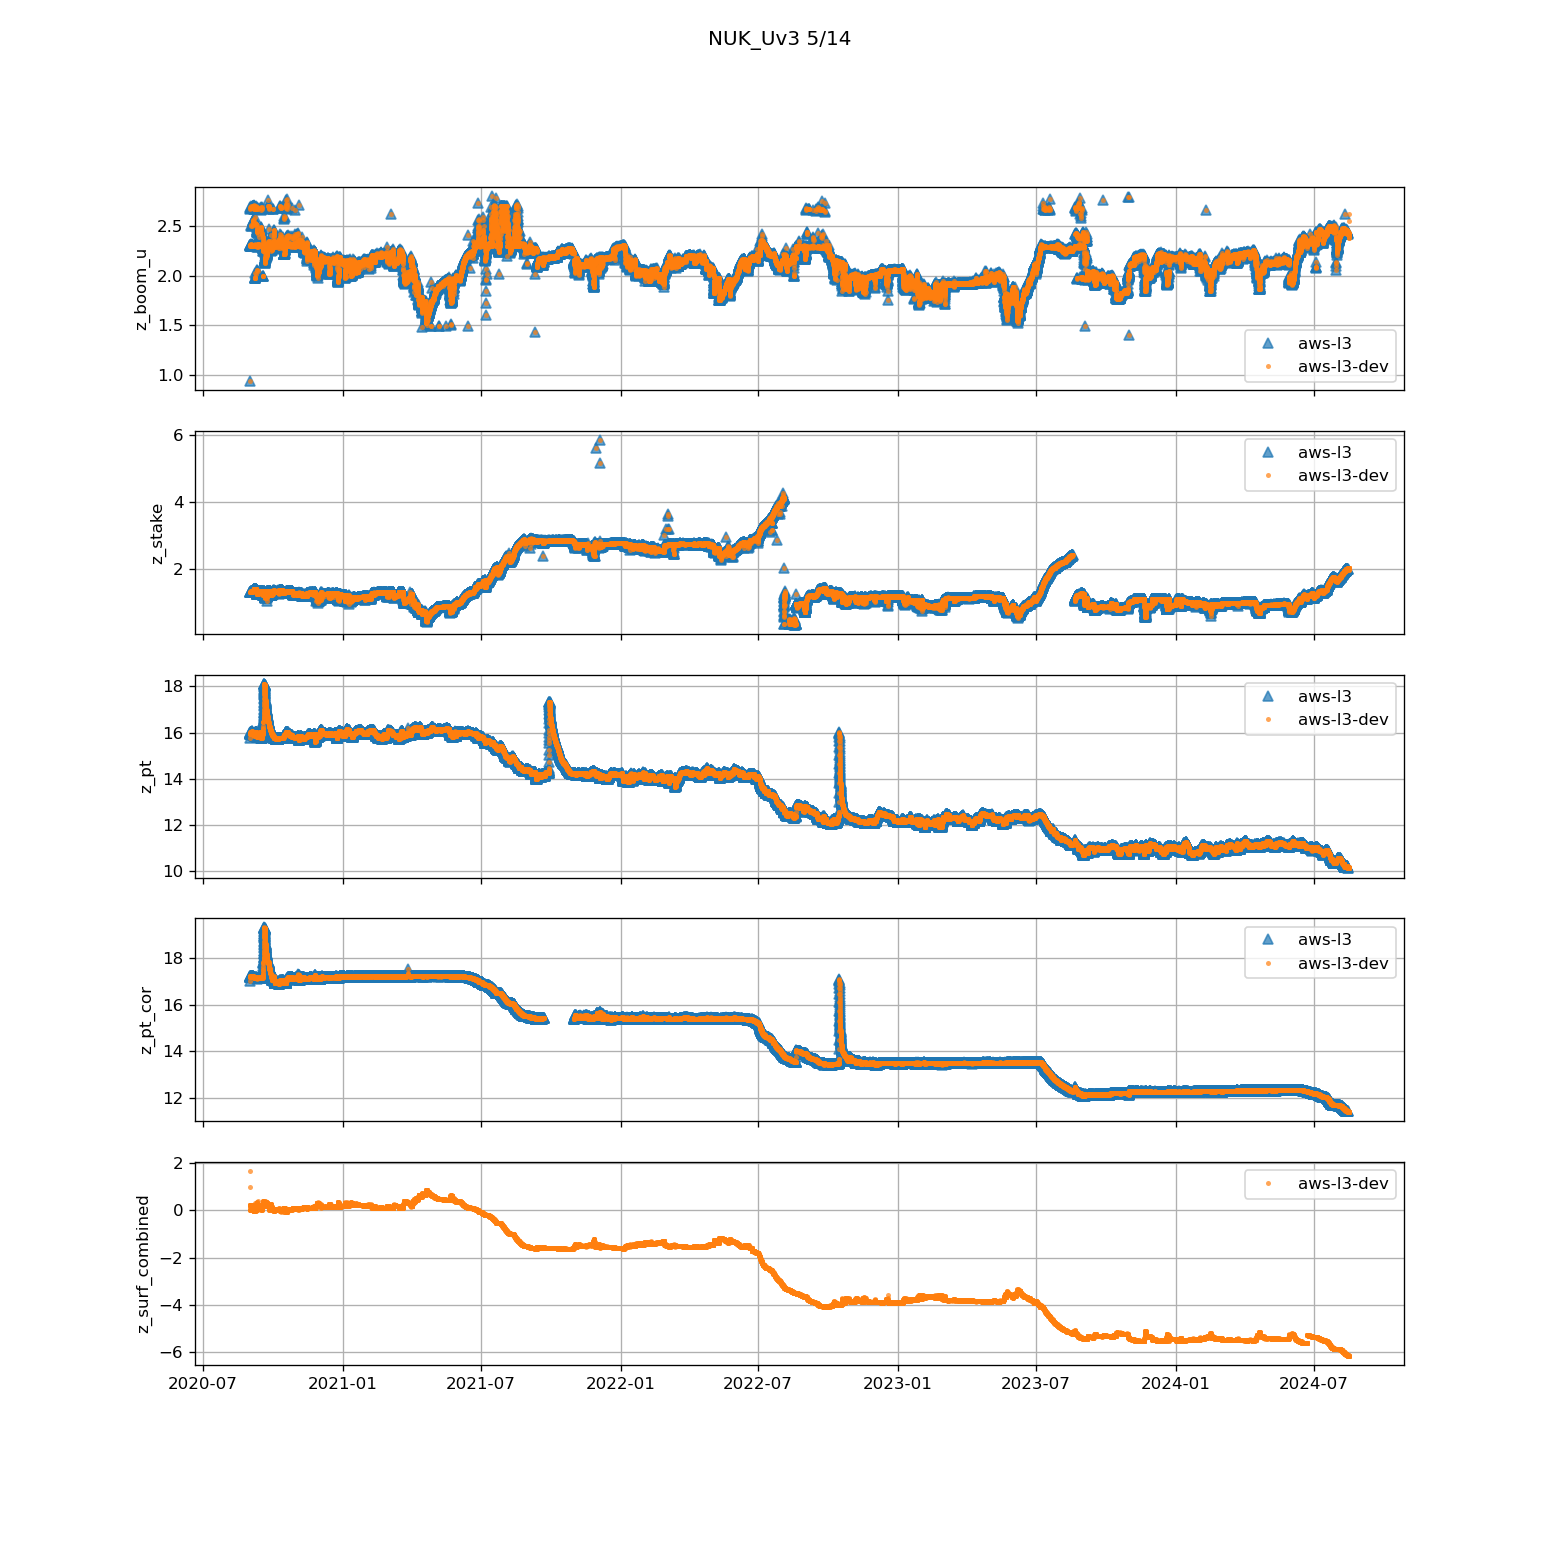 NUK_Uv3 5/14
z_boom_u
2.5
2.0
1.5
1.0
aws-l3
aws-l3-dev
z_stake
6
4
2
aws-l3
aws-l3-dev
z_pt
18
16
14
12
10
aws-l3
aws-l3-dev
z_pt_cor
18
16
14
12
aws-l3
aws-l3-dev
z_surf_combined
2
0
−2
−4
−6
aws-l3-dev
2020-07 2021-01 2021-07 2022-01 2022-07 2023-01 2023-07 2024-01 2024-07